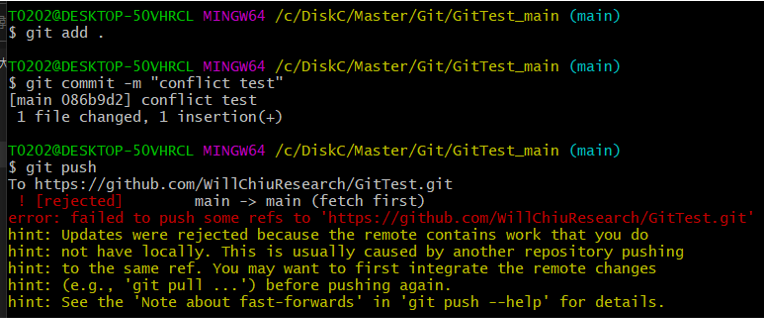 T0202@DESKTOP-50VHRCL MINGW64 /c/DiskC/Master/Git/GitTest_main (main)
$ git add .
T0202@DESKTOP-50VHRCL MINGW64 /c/DiskC/Master/Git/GitTest_main (main)
$ git commit -m "conflict test"
[main 086b9d2] conflict test
 1 file changed, 1 insertion(+)
T0202@DESKTOP-50VHRCL MINGW64 /c/DiskC/Master/Git/GitTest_main (main)
$ git push
To https://github.com/WillChiuResearch/GitTest.git
 ! [rejected]        main -> main (fetch first)
error: failed to push some refs to 'https://github.com/WillChiuResearch/GitTest.git'
hint: Updates were rejected because the remote contains work that you do
hint: not have locally. This is usually caused by another repository pushing
hint: to the same ref. You may want to first integrate the remote changes
hint: (e.g., 'git pull ...') before pushing again.
hint: See the 'Note about fast-forwards' in 'git push --help' for details.